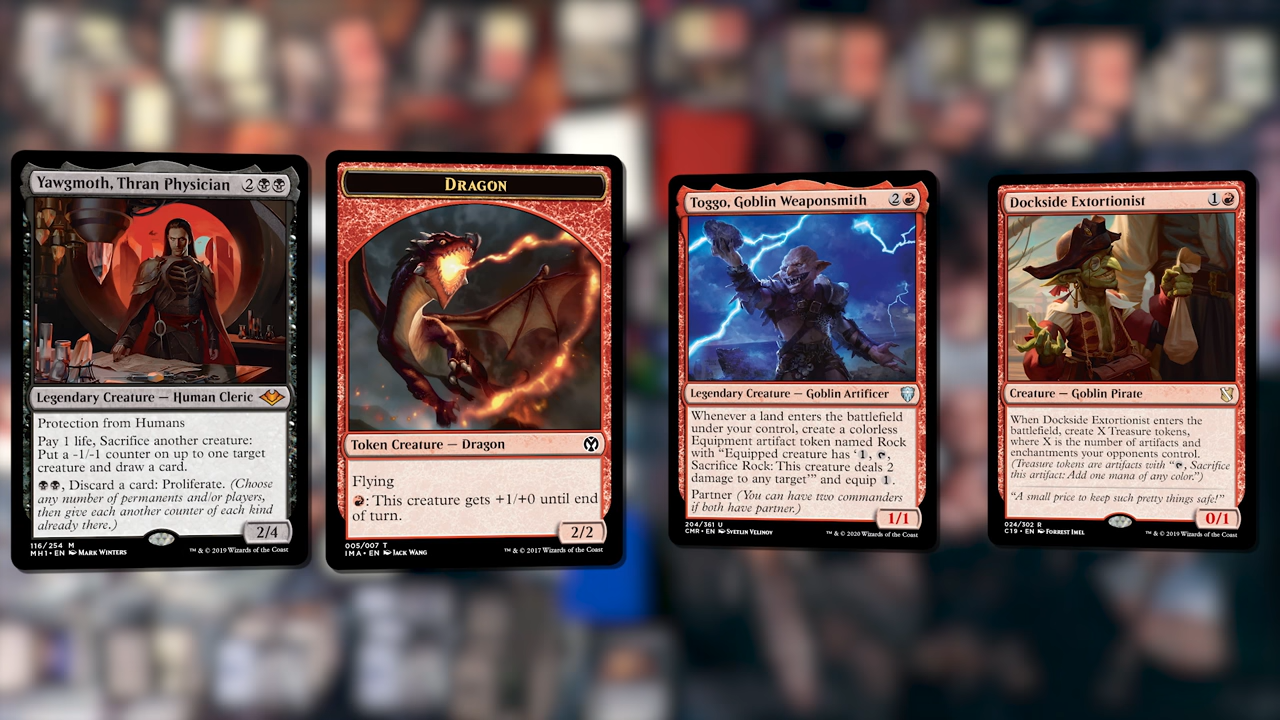 Yawgmoth, Thran Physician 2
Legendary Creature — Human Cleric
Protection from Humans
Pay 1 life, Sacrifice another creature:
Put a -1/-1 counter on up to one target
creature and draw a card.
, Discard a card: Proliferate. (Choose
any number of permanents and/or players,
then give each another counter of each kind
already there.)
2/4
116/254 M
MH1 • EN Mark Winters
™ & © 2019 Wizards of the Coast
Dragon
Token Creature — Dragon
Flying
: This creature gets +1/+0 until end
of turn.
2/2
005/007 T
IMA • EN Jack Wang
™ & © 2017 Wizards of the Coast
Toggo, Goblin Weaponsmith 2
Legendary Creature — Goblin Artificer
Whenever a land enters the battlefield
under your control, create a colorless
Equipment artifact token named Rock
with “Equipped creature has ‘1, ,
Sacrifice Rock: This creature deals 2
damage to any target’” and equip 1.
Partner (You can have two commanders
if both have partner.)
1/1
204/361 U
CMR • EN Svetlin Velinov
™ & © 2020 Wizards of the Coast
Dockside Extortionist 1
Creature — Goblin Pirate
When Dockside Extortionist enters the
battlefield, create X Treasure tokens,
where X is the number of artifacts and
enchantments your opponents control.
(Treasure tokens are artifacts with “ , Sacrifice
this artifact: Add one mana of any color.”)
“A small price to keep such pretty things safe!”
0/1
024/302 R
C19 • EN Forrest Imel
™ & © 2019 Wizards of the Coast